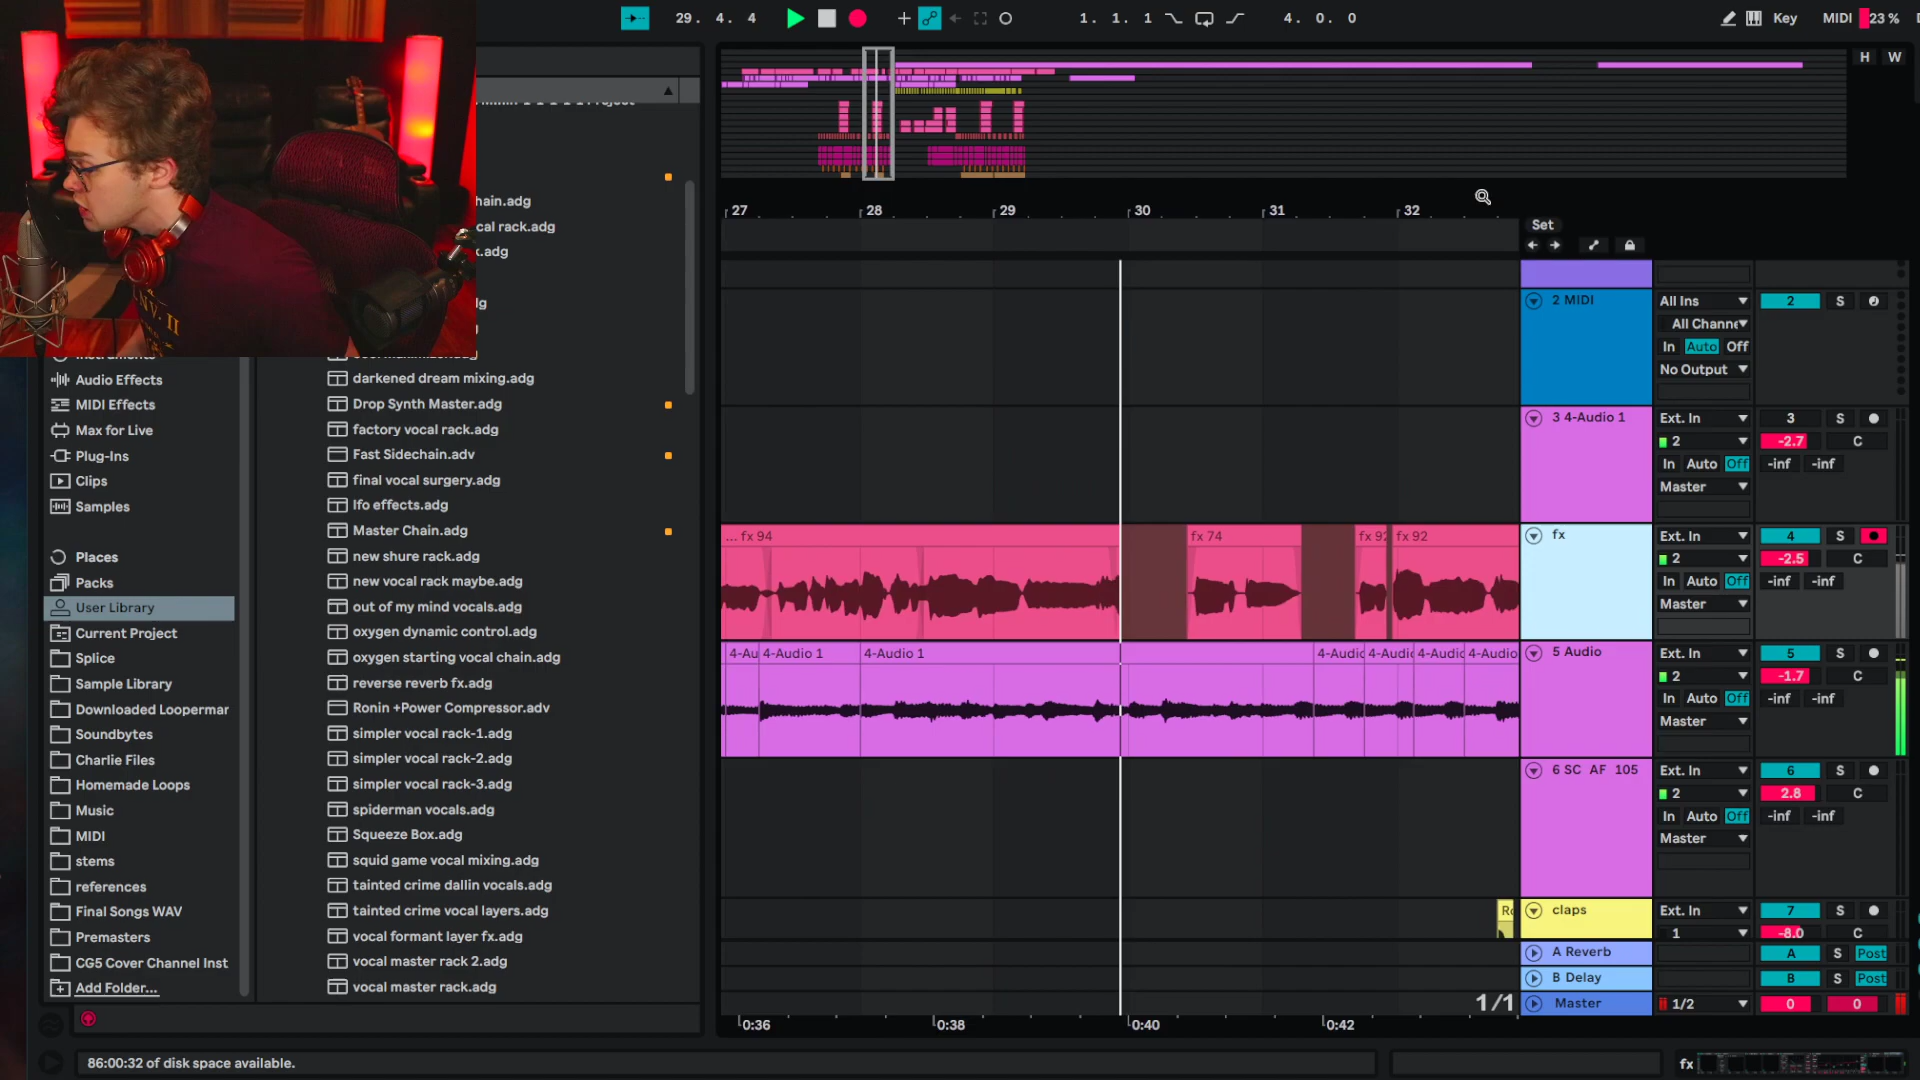 29. 4. 4
1. 1. 1
4. 0. 0
Key
MIDI
23 %
H
W
27
28
29
30
31
32
Set
hain.adg
cal rack.adg
k.adg
Audio Effects
MIDI Effects
Max for Live
Plug-Ins
Clips
Samples
Places
Packs
User Library
Current Project
Splice
Sample Library
Downloaded Loopermar
Soundbytes
Charlie Files
Homemade Loops
Music
MIDI
stems
references
Final Songs WAV
Premasters
CG5 Cover Channel Inst
Add Folder...
darkened dream mixing.adg
Drop Synth Master.adg
factory vocal rack.adg
Fast Sidechain.adv
final vocal surgery.adg
lfo effects.adg
Master Chain.adg
new shure rack.adg
new vocal rack maybe.adg
out of my mind vocals.adg
oxygen dynamic control.adg
oxygen starting vocal chain.adg
reverse reverb fx.adg
Ronin +Power Compressor.adv
simpler vocal rack-1.adg
simpler vocal rack-2.adg
simpler vocal rack-3.adg
spiderman vocals.adg
Squeeze Box.adg
squid game vocal mixing.adg
tainted crime dallin vocals.adg
tainted crime vocal layers.adg
vocal formant layer fx.adg
vocal master rack 2.adg
vocal master rack.adg
2 MIDI
All Ins
2
S
All Channe
In Auto Off
No Output
3 4-Audio 1
Ext. In
3
S
2
-2.7
C
In Auto Off
-inf
-inf
Master
... fx 94
fx 74
fx 92
fx 92
fx
Ext. In
4
S
2
-2.5
C
In Auto Off
-inf
-inf
Master
4-Au
4-Audio 1
4-Audio 1
4-Audic
4-Audic
4-Audic
4-Audio
5 Audio
Ext. In
5
S
2
-1.7
C
In Auto Off
-inf
-inf
Master
6 SC AF 105
Ext. In
6
S
2
2.8
C
In Auto Off
-inf
-inf
Master
claps
Ext. In
7
S
1
-8.0
C
A Reverb
A
S
Post
B Delay
B
S
Post
1/1
Master
1/2
0
0
0:36
0:38
0:40
0:42
86:00:32 of disk space available.
fx
NV. II